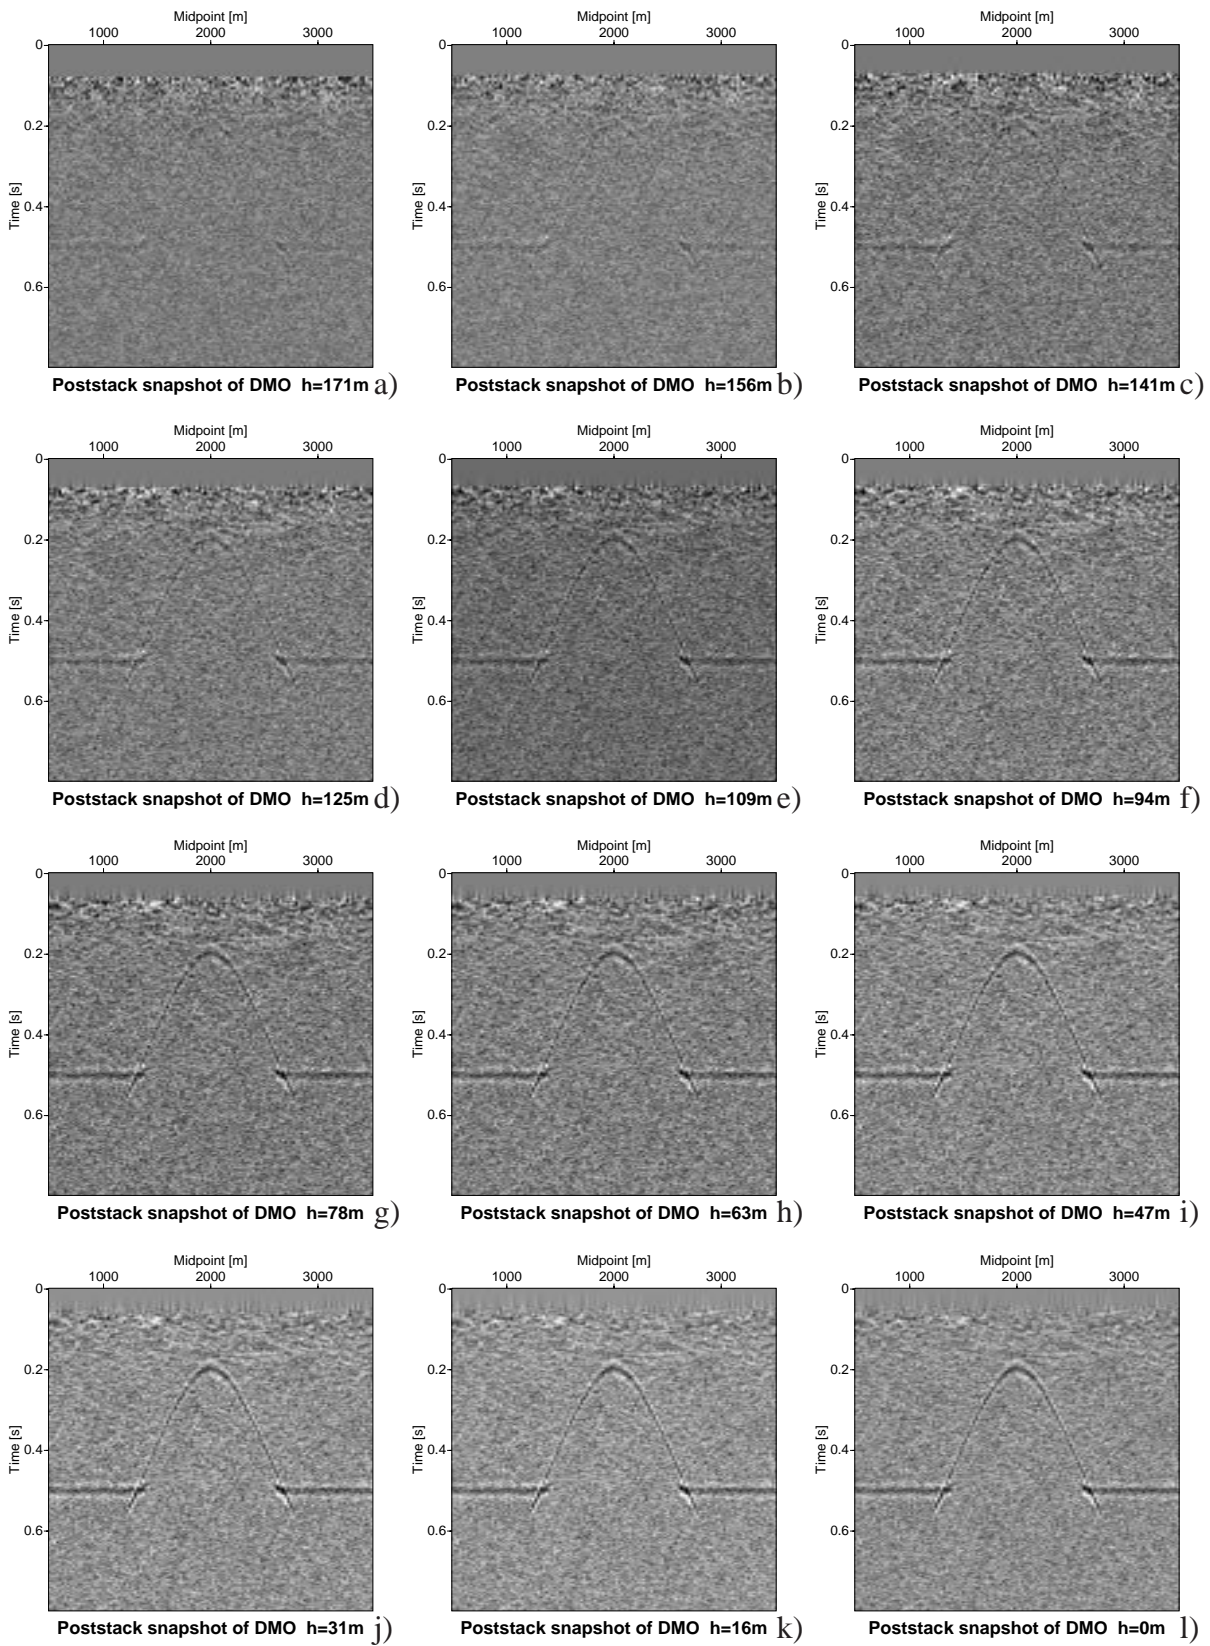 Midpoint [m] Midpoint [m] Midpoint [m]
1000 2000 3000 1000 2000 3000 1000 2000 3000
0 0 0
0.2 0.2 0.2
Time [s] Time [s] Time [s]
0.4 0.4 0.4
0.6 0.6 0.6
Poststack snapshot of DMO h=171m a) Poststack snapshot of DMO h=156m b) Poststack snapshot of DMO h=141m c)
Midpoint [m] Midpoint [m] Midpoint [m]
1000 2000 3000 1000 2000 3000 1000 2000 3000
0 0 0
0.2 0.2 0.2
Time [s] Time [s] Time [s]
0.4 0.4 0.4
0.6 0.6 0.6
Poststack snapshot of DMO h=125m d) Poststack snapshot of DMO h=109m e) Poststack snapshot of DMO h=94m f)
Midpoint [m] Midpoint [m] Midpoint [m]
1000 2000 3000 1000 2000 3000 1000 2000 3000
0 0 0
0.2 0.2 0.2
Time [s] Time [s] Time [s]
0.4 0.4 0.4
0.6 0.6 0.6
Poststack snapshot of DMO h=78m g) Poststack snapshot of DMO h=63m h) Poststack snapshot of DMO h=47m i)
Midpoint [m] Midpoint [m] Midpoint [m]
1000 2000 3000 1000 2000 3000 1000 2000 3000
0 0 0
0.2 0.2 0.2
Time [s] Time [s] Time [s]
0.4 0.4 0.4
0.6 0.6 0.6
Poststack snapshot of DMO h=31m j) Poststack snapshot of DMO h=16m k) Poststack snapshot of DMO h=0m l)